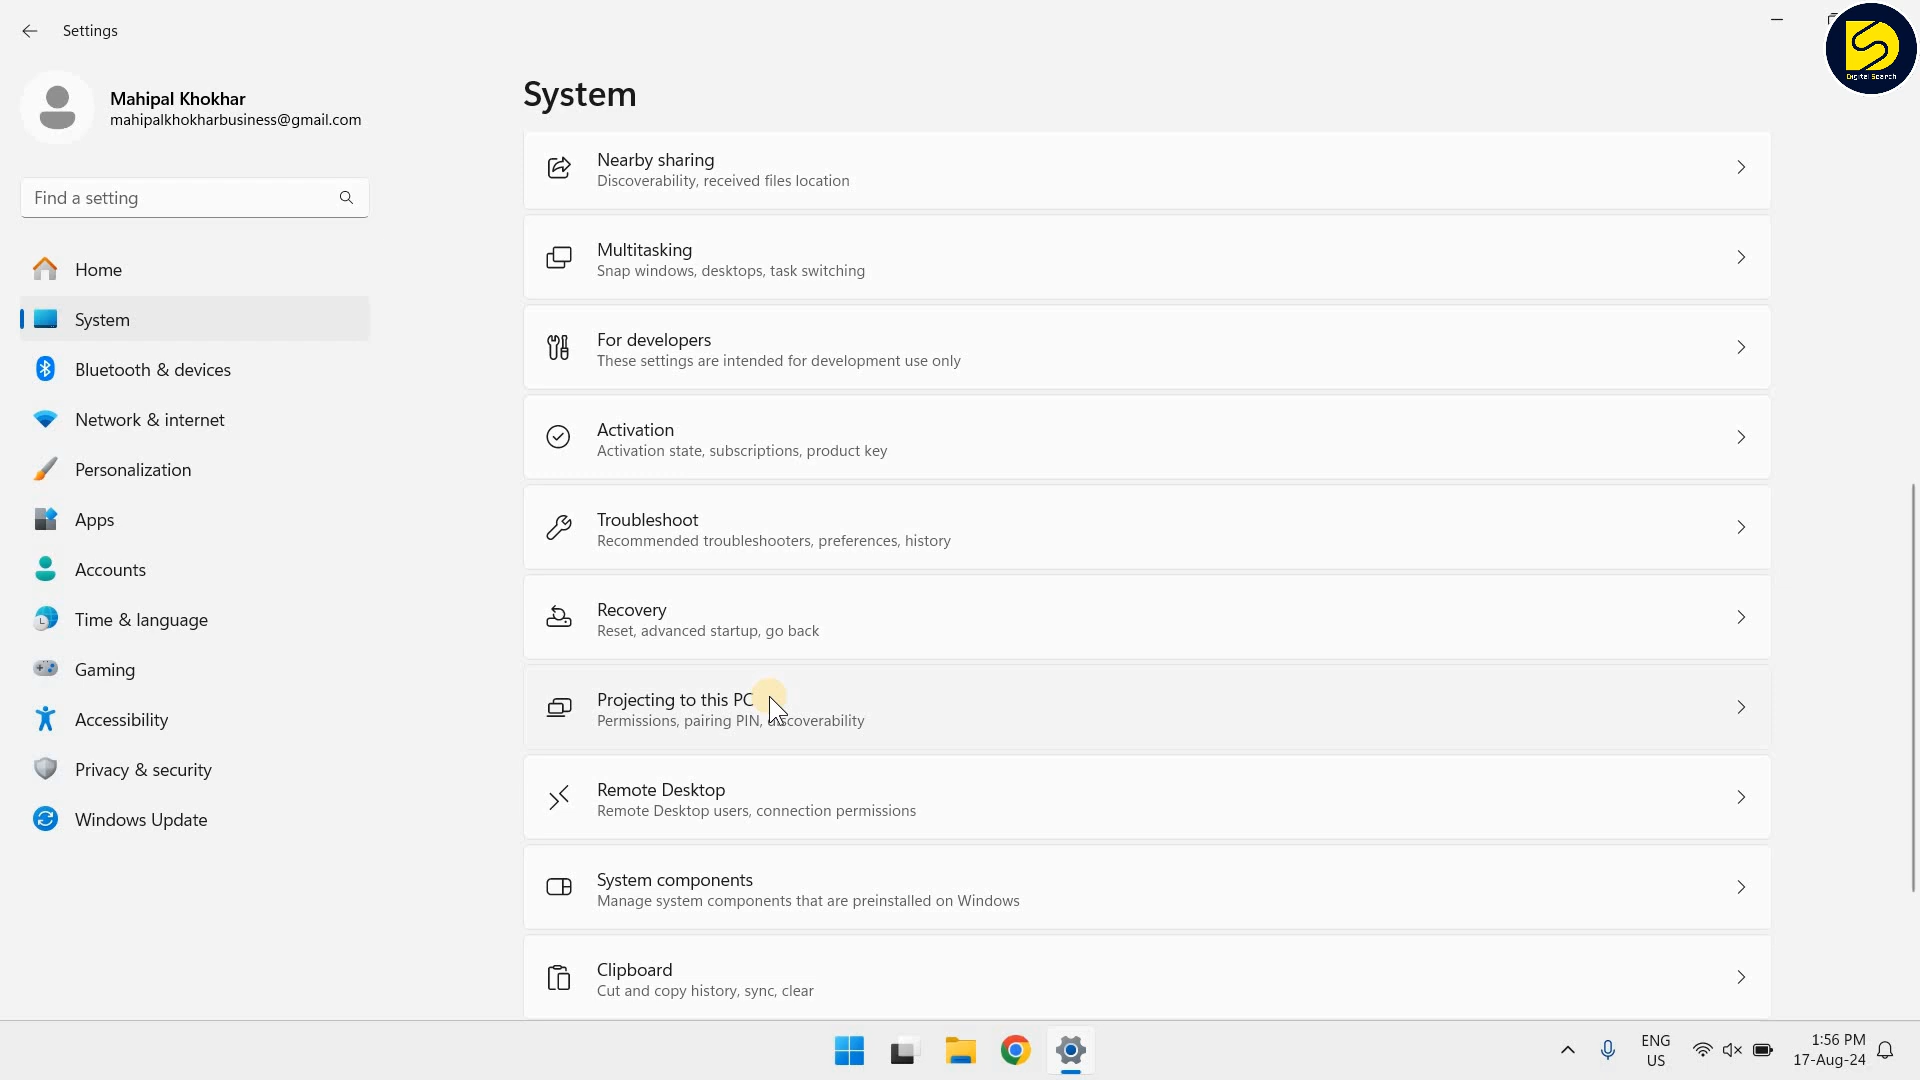 Settings
Mahipal Khokhar
mahipalkhokharbusiness@gmail.com
Find a setting
Home
System
Bluetooth & devices
Network & internet
Personalization
Apps
Accounts
Time & language
Gaming
Accessibility
Privacy & security
Windows Update
System
Nearby sharing
Discoverability, received files location
Multitasking
Snap windows, desktops, task switching
For developers
These settings are intended for development use only
Activation
Activation state, subscriptions, product key
Troubleshoot
Recommended troubleshooters, preferences, history
Recovery
Reset, advanced startup, go back
Projecting to this PC
Permissions, pairing PIN, discoverability
Remote Desktop
Remote Desktop users, connection permissions
System components
Manage system components that are preinstalled on Windows
Clipboard
Cut and copy history, sync, clear
Digital Search
ENG
US
1:56 PM
17-Aug-24